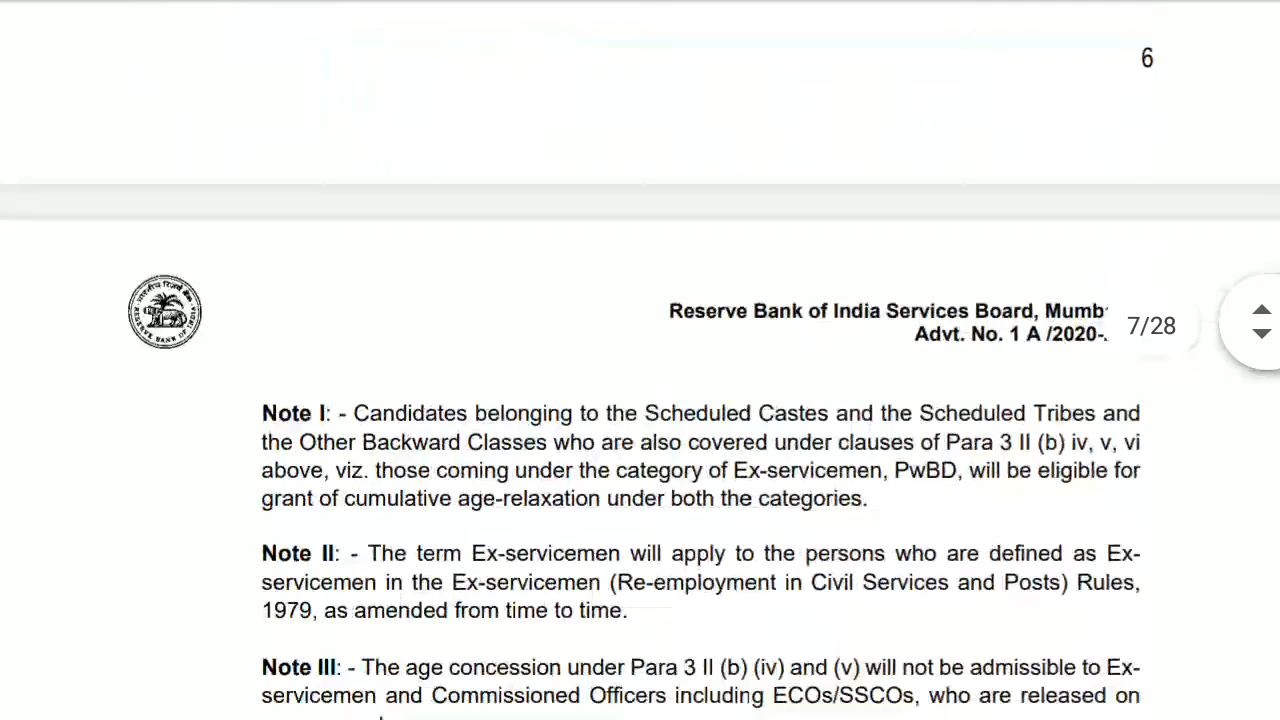 6
Reserve Bank of India Services Board,
Advt. No. 1 A /2020-
7/28
Note I: - Candidates belonging to the Scheduled Castes and the Scheduled Tribes and
the Other Backward Classes who are also covered under clauses of Para 3 II (b) iv, v, vi
above, viz. those coming under the category of Ex-servicemen, PwBD, will be eligible for
grant of cumulative age-relaxation under both the categories.
Note II: - The term Ex-servicemen will apply to the persons who are defined as Ex-
servicemen in the Ex-servicemen (Re-employment in Civil Services and Posts) Rules,
1979, as amended from time to time.
Note III: - The age concession under Para 3 II (b) (iv) and (v) will not be admissible to Ex-
servicemen and Commissioned Officers including ECOs/SSCOs, who are released on